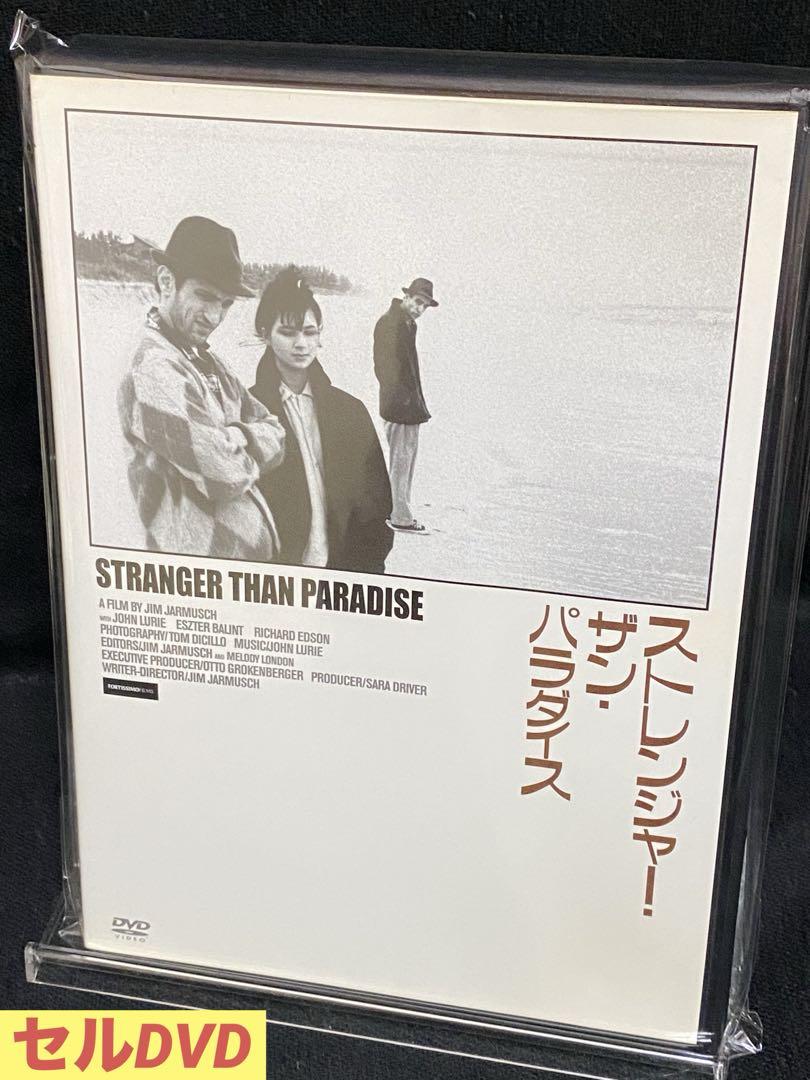 STRANGER THAN PARADISE
A FILM BY JIM JARMUSCH
WITH JOHN LURIE ESZTER BALINT RICHARD EDSON
PHOTOGRAPHY/TOM DICILLO MUSIC/JOHN LURIE
EDITORS/JIM JARMUSCH AND MELODY LONDON
EXECUTIVE PRODUCER/OTTO GROKENBERGER PRODUCER/SARA DRIVER
WRITER-DIRECTOR/JIM JARMUSCH
FORTISSIMO FILMS
ストレンジャー!
ザン・
パラダイス
DVD
VIDEO
セルDVD